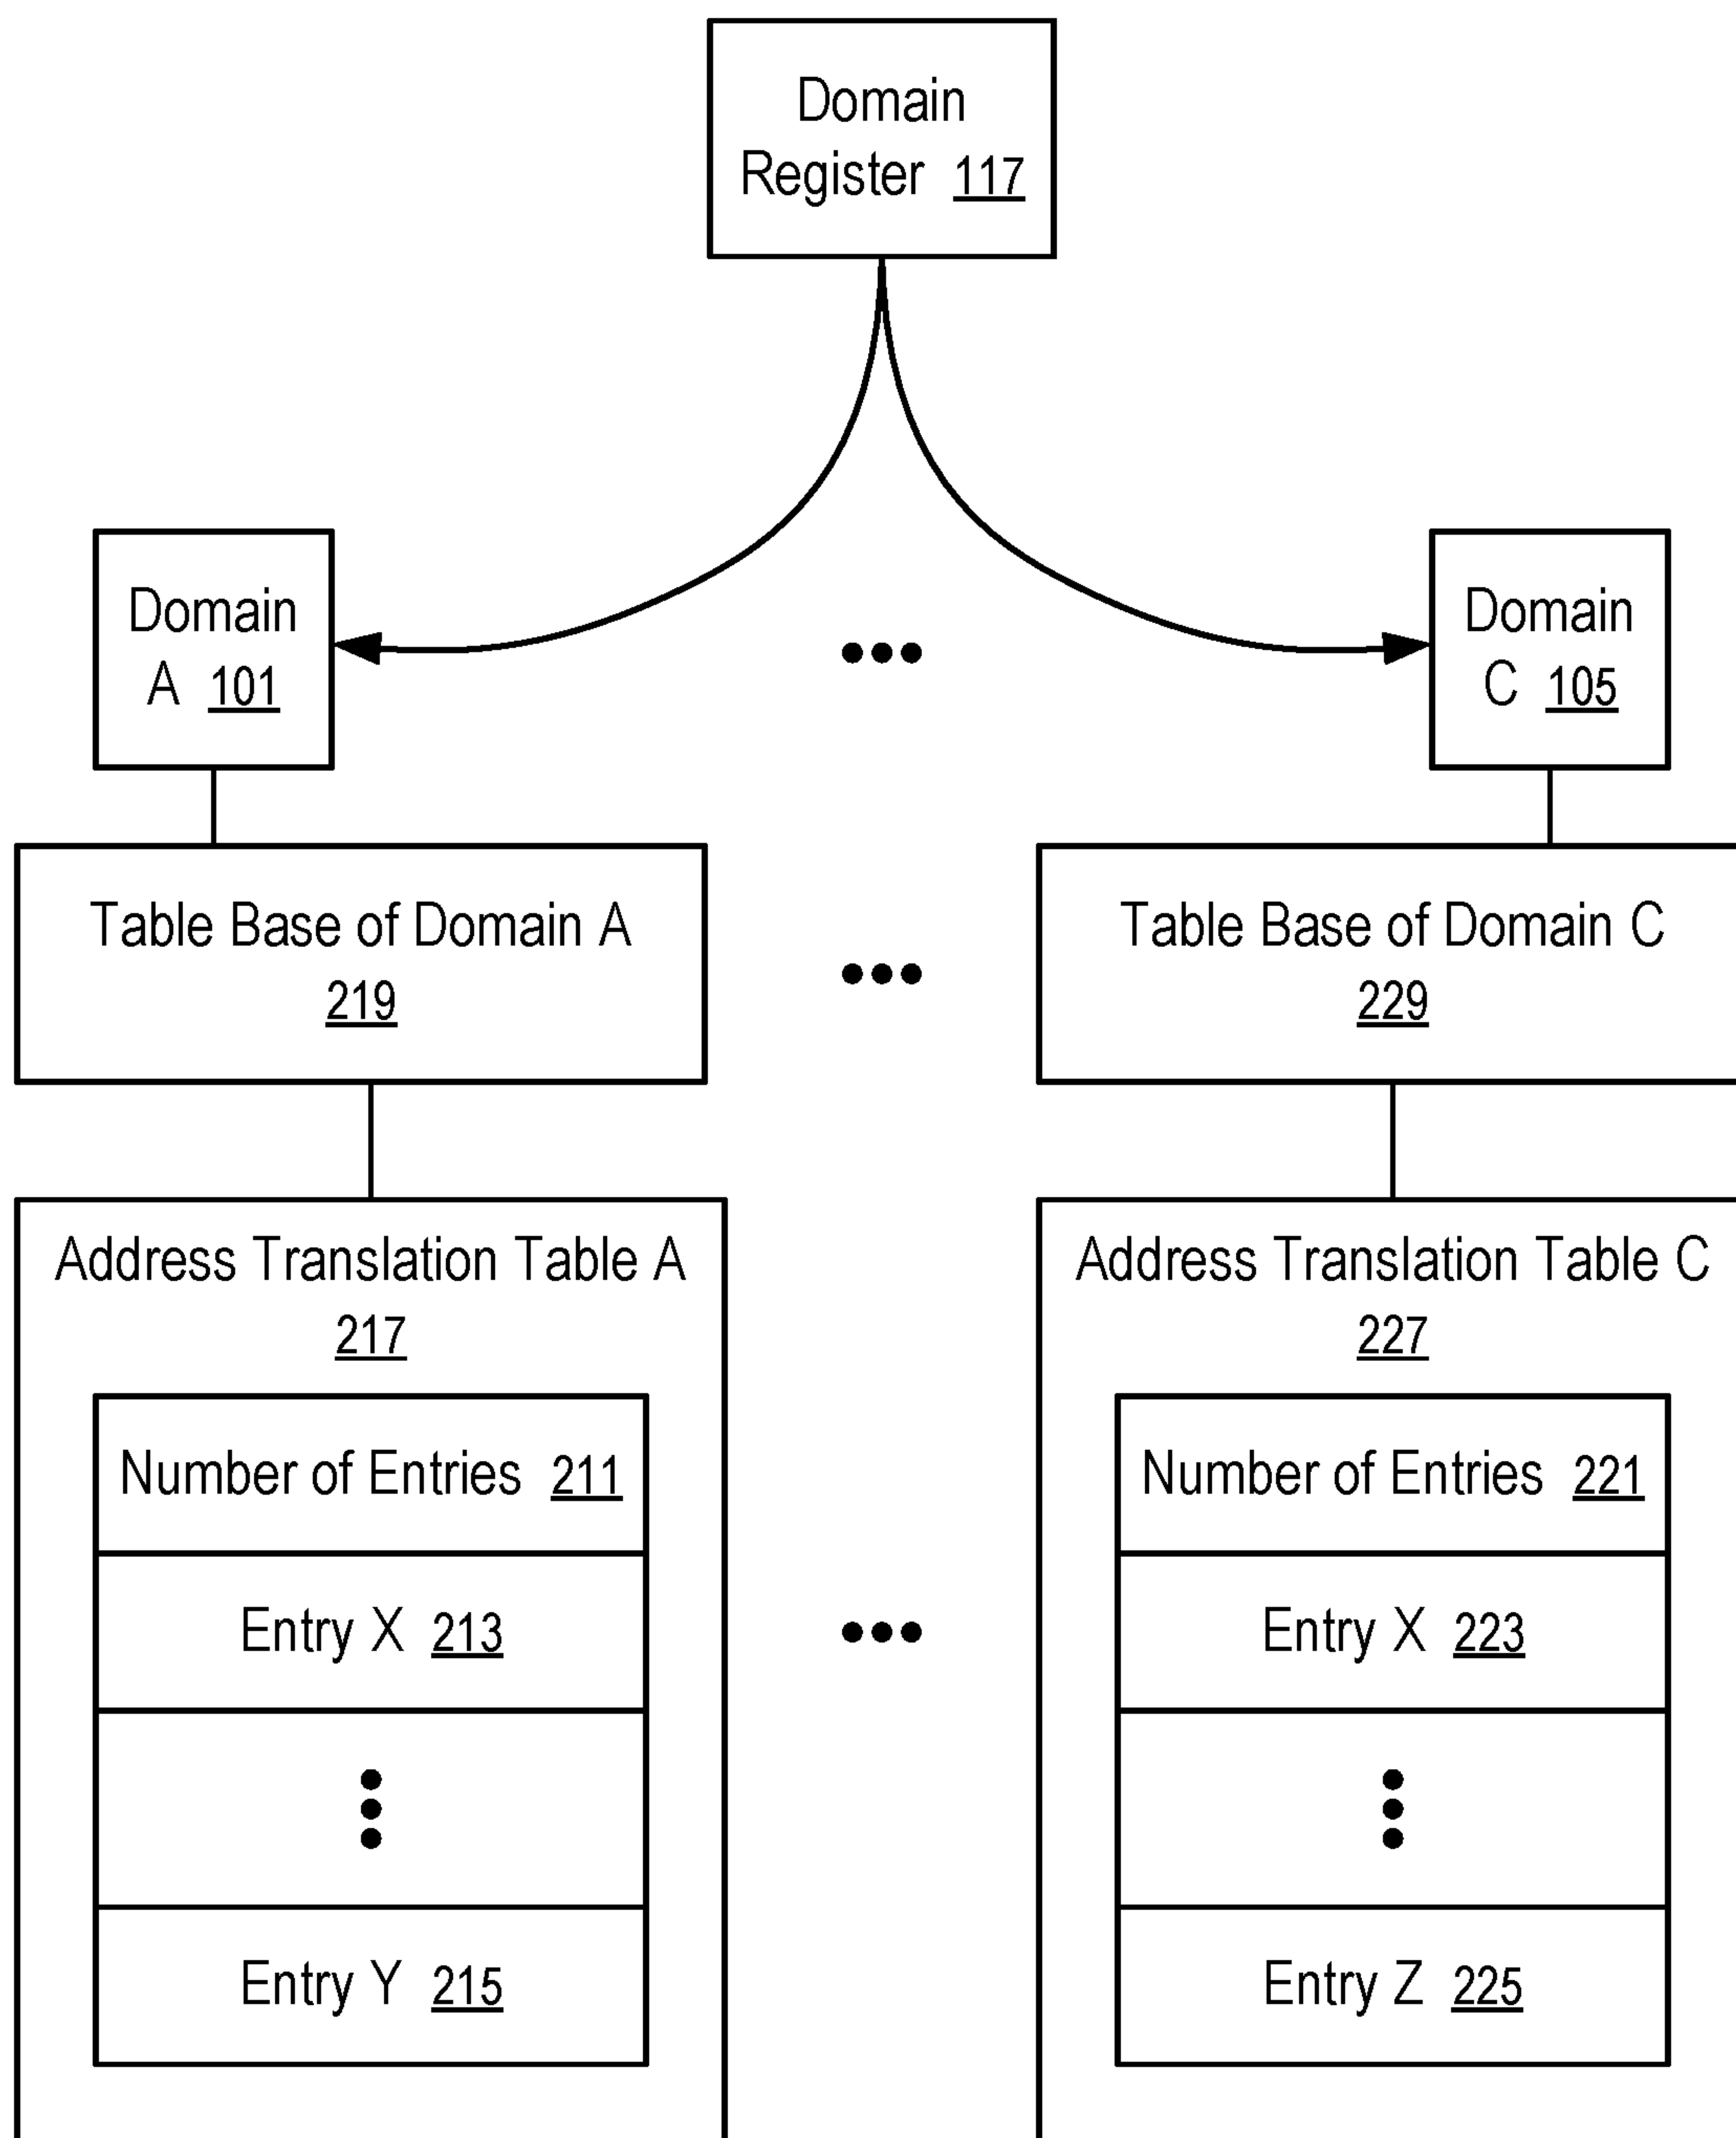 Domain
Register 117
Domain
A 101
Domain
C 105
Table Base of Domain A
219
Table Base of Domain C
229
Address Translation Table A
217
Number of Entries 211
Entry X 213
Entry Y 215
Address Translation Table C
227
Number of Entries 221
Entry X 223
Entry Z 225